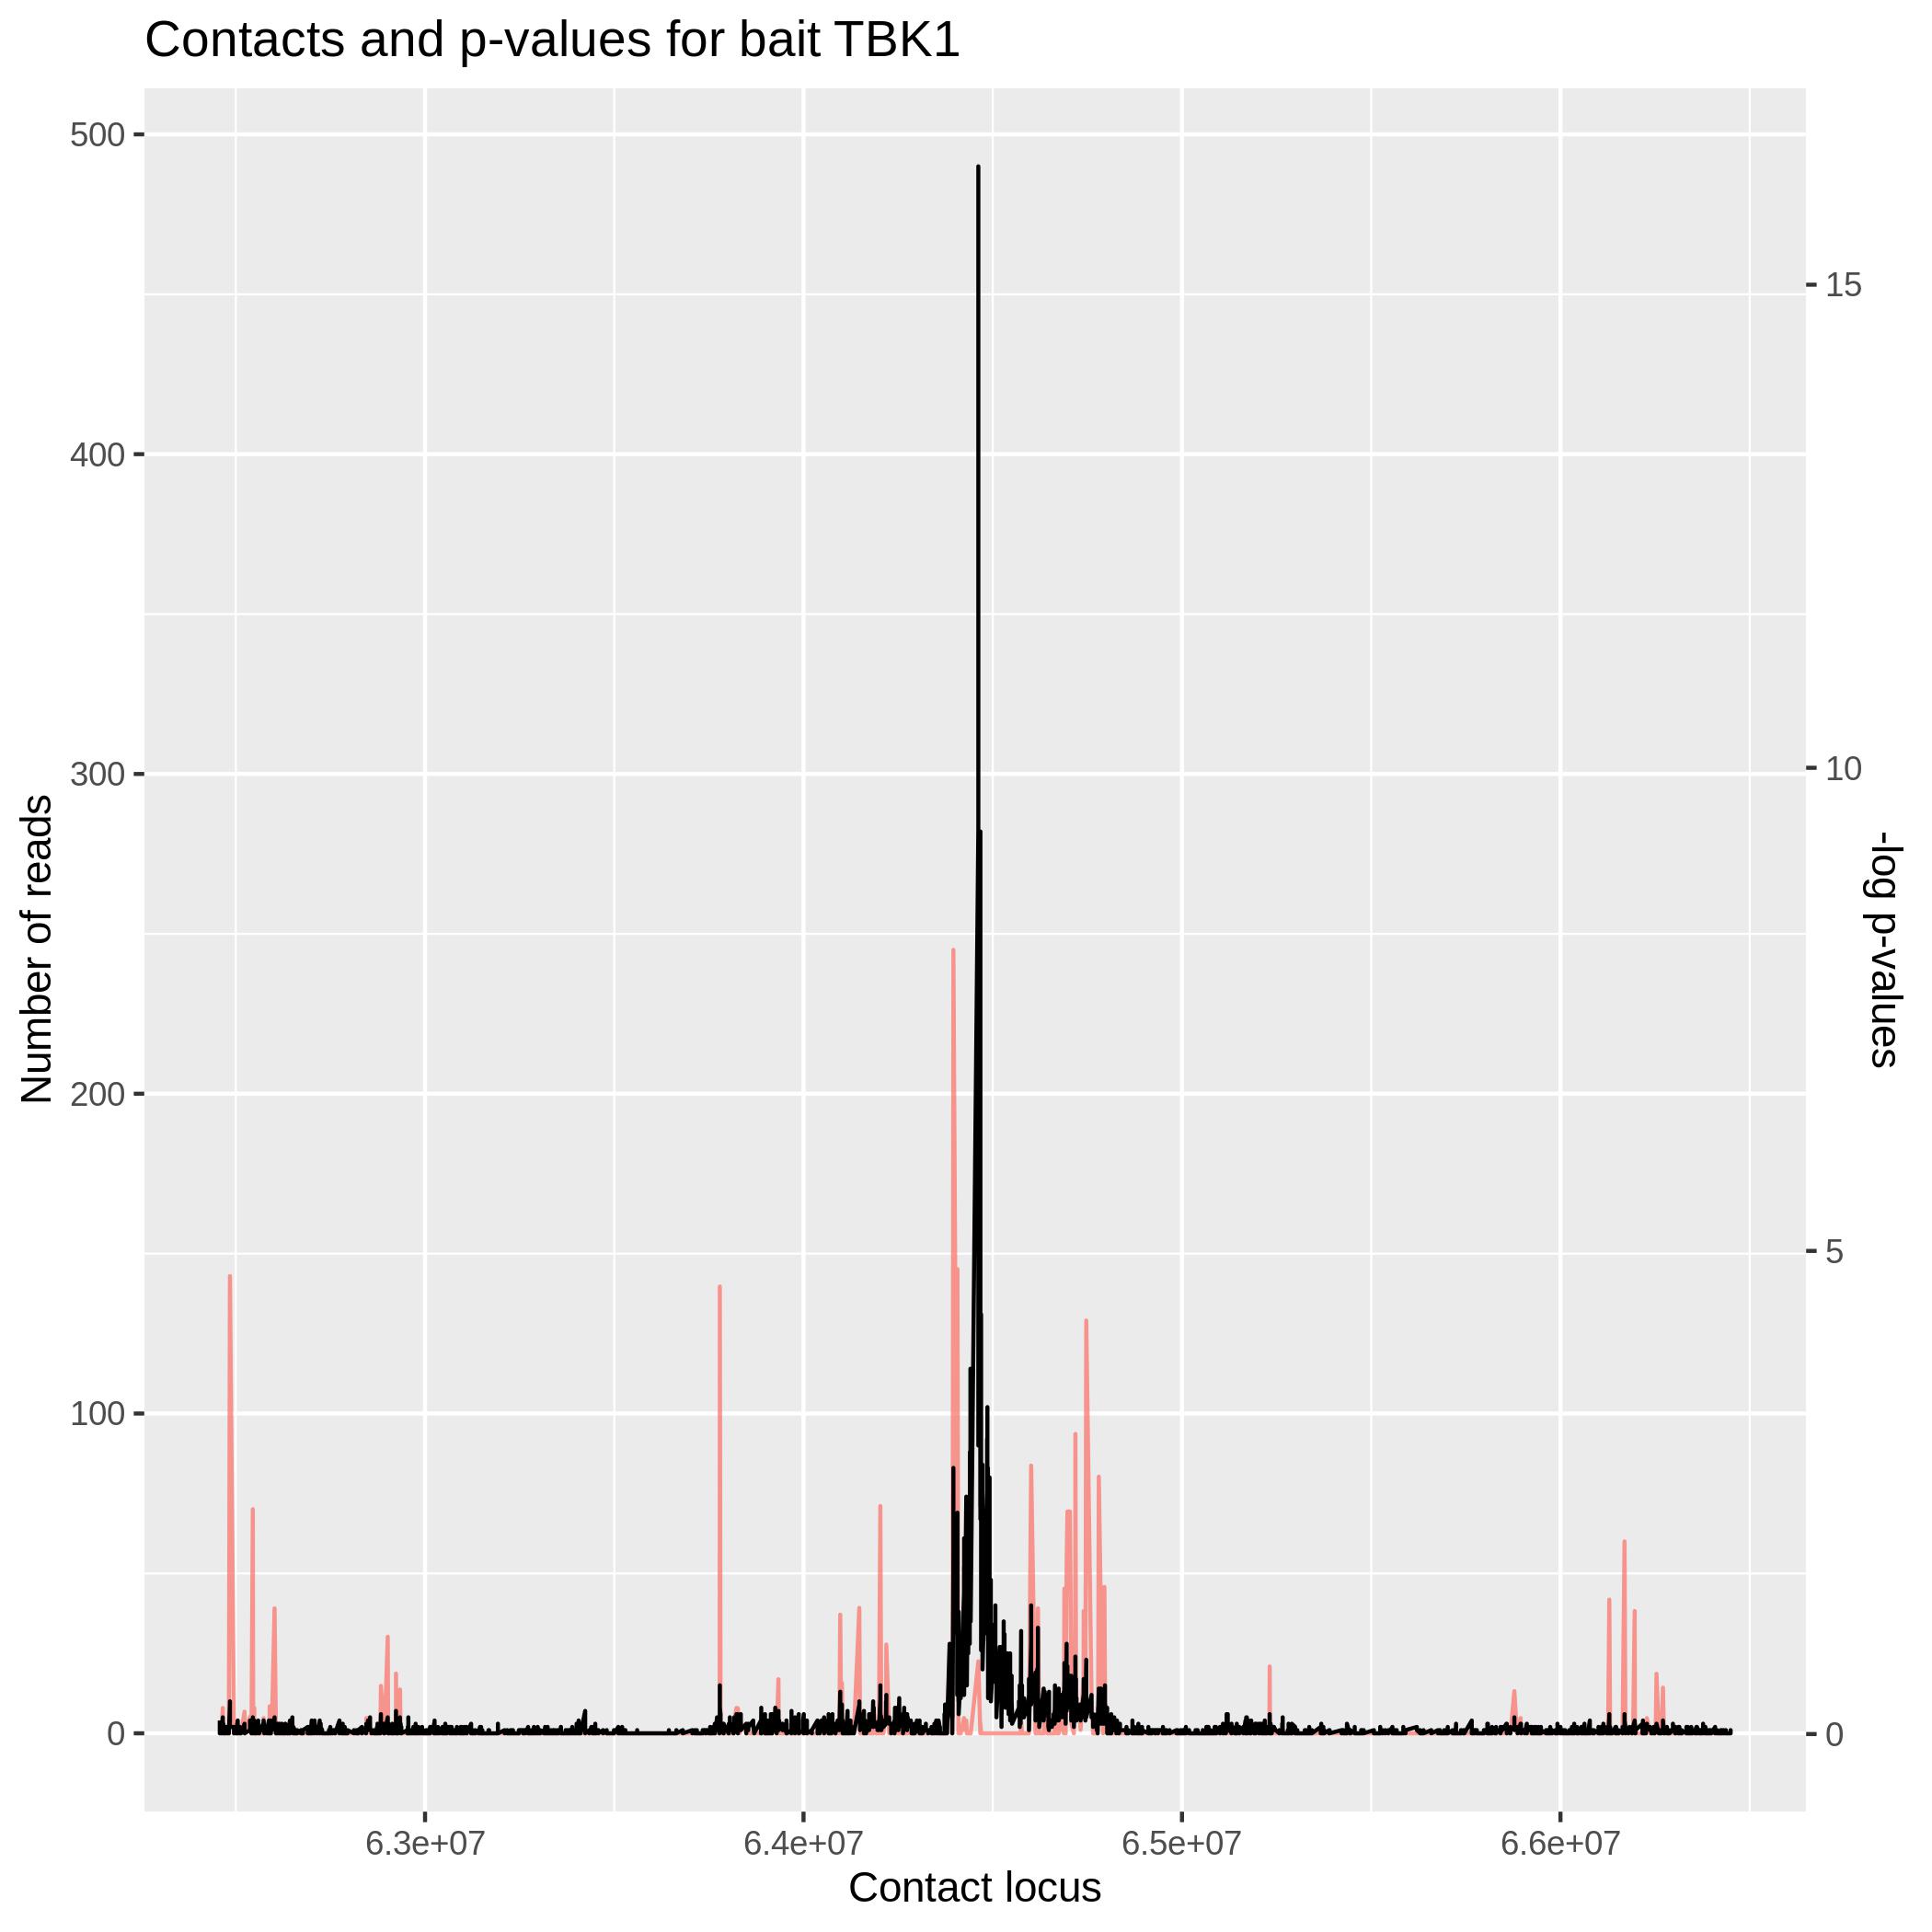 Contacts and p-values for bait TBK1
Number of reads
500
400
300
200
100
0
15
10
5
0
-log p-values
6.3e+07
6.4e+07
6.5e+07
6.6e+07
Contact locus